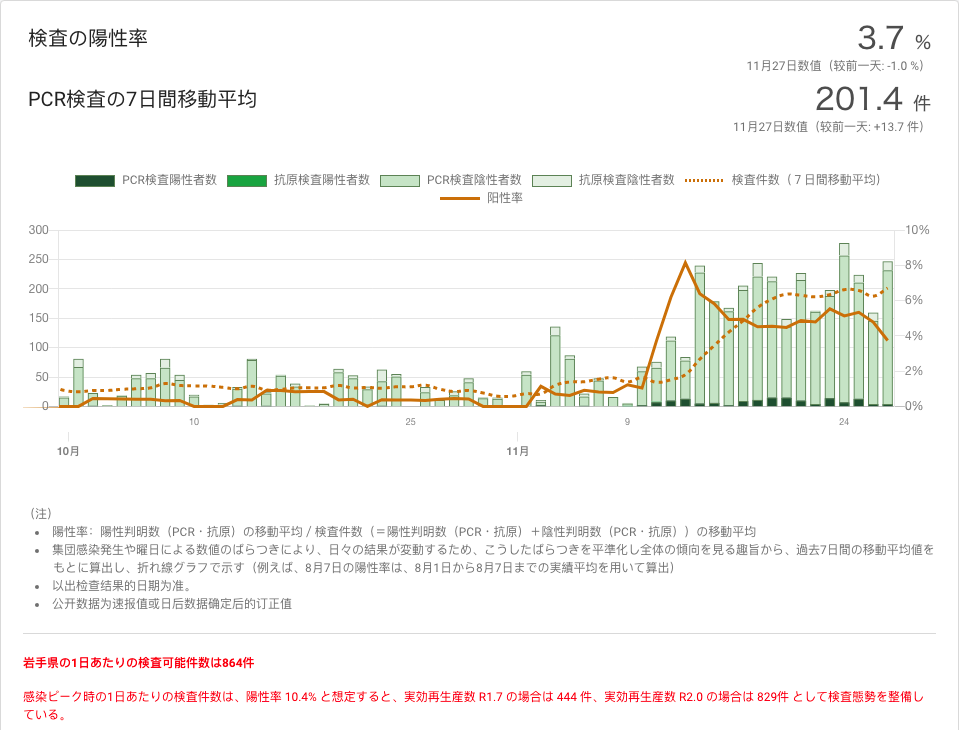 検査の陽性率
3.7 %
11月27日数值（较前一天: -1.0 %）
PCR検査の7日間移動平均
201.4 件
11月27日数值（较前一天: +13.7 件）
PCR検査陽性者数 抗原検査陽性者数 PCR検査陰性者数 抗原検査陰性者数 検査件数（７日間移動平均）
阳性率
300 10%
250 8%
200 6%
150 4%
100 2%
50 0%
0
10 25 9 24
10月 11月
（注）
• 陽性率：陽性判明数（PCR・抗原）の移動平均 / 検査件数（＝陽性判明数（PCR・抗原）＋陰性判明数（PCR・抗原））の移動平均
• 集団感染発生や曜日による数値のばらつきにより、日々の結果が変動するため、こうしたばらつきを平準化し全体の傾向を見る趣旨から、過去7日間の移動平均値を
もとに算出し、折れ線グラフで示す（例えば、8月7日の陽性率は、8月1日から8月7日までの実績平均を用いて算出）
• 以出检查结果的日期为准。
• 公开数据为速报值或日后数据确定后的订正值
岩手県の1日あたりの検査可能件数は864件
感染ピーク時の1日あたりの検査件数は、陽性率 10.4% と想定すると、実効再生産数 R1.7 の場合は 444 件、実効再生産数 R2.0 の場合は 829件 として検査態勢を整備し
ている。